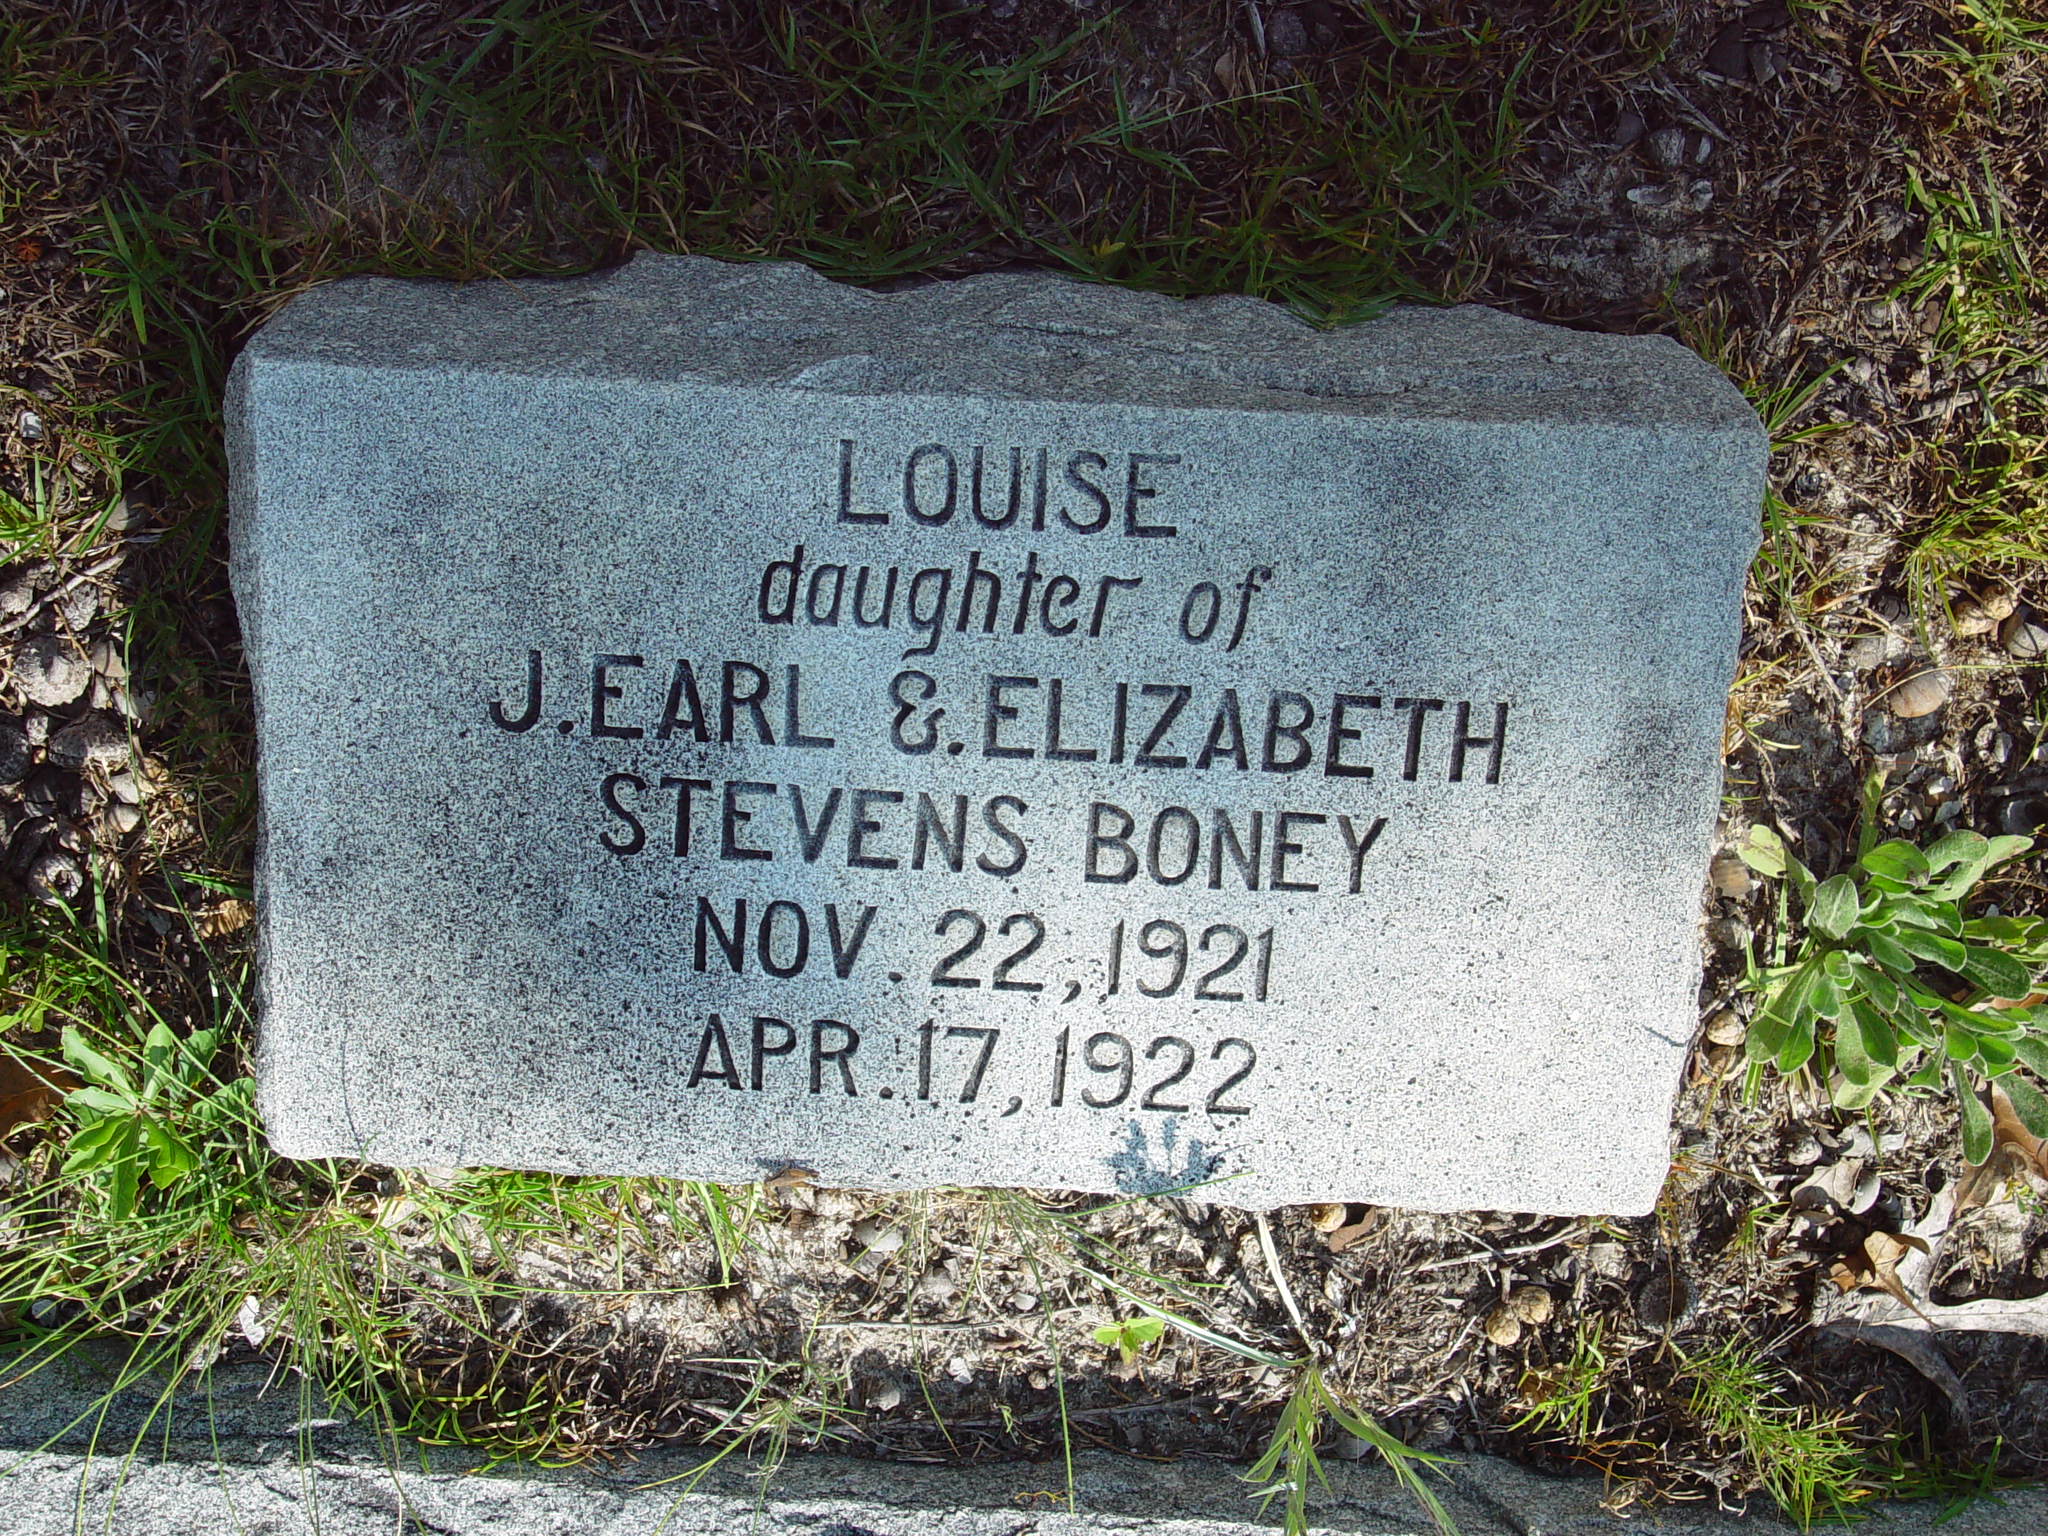 LOUISE
daughter of
J. EARL & ELIZABETH
STEVENS BONEY
NOV. 22, 1921
APR. 17, 1922